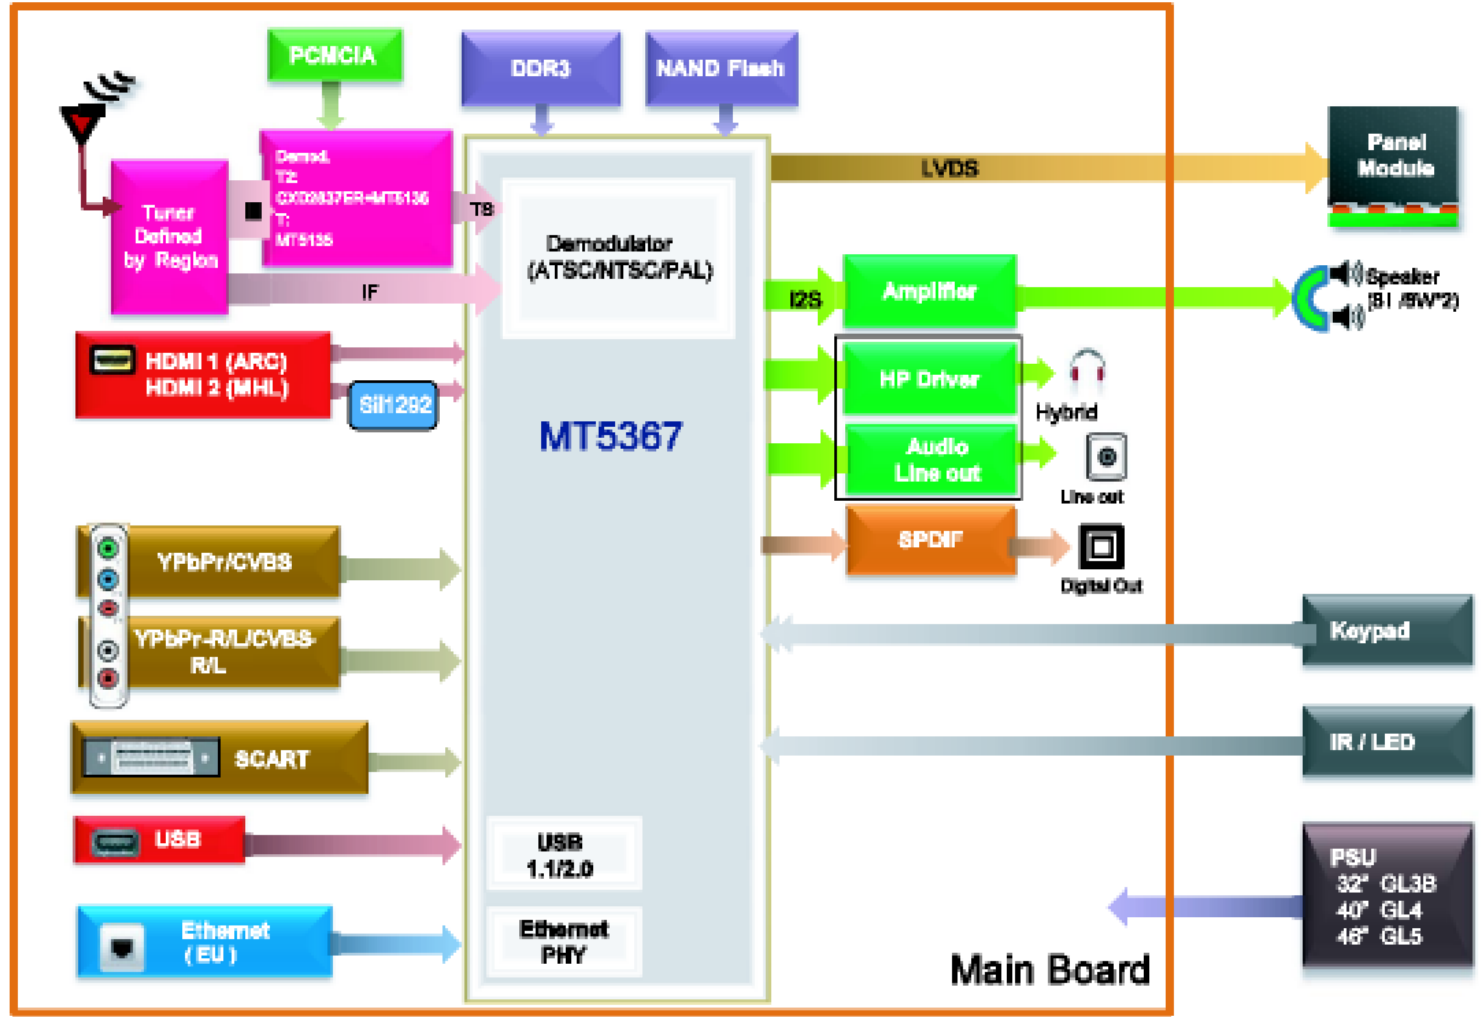 PCMCIA
DDR3
NAND Flash
Demod.
T2:
CXD2837ER+MT5135
T:
MT5135
Tuner
Defined
by Region
TS
IF
Demodulator
(ATSC/NTSC/PAL)
LVDS
Panel
Module
I2S
Amplifier
Speaker
HDMI 1 (ARC)
HDMI 2 (MHL)
SiI1292
MT5367
HP Driver
Hybrid
Audio
Line out
Line out
YPbPr/CVBS
SPDIF
Digital Out
YPbPr-R/L/CVBS-
R/L
Keypad
SCART
IR / LED
USB
USB
1.1/2.0
PSU
32" GL3B
40" GL4
46" GL5
Ethernet
(EU)
Ethernet
PHY
Main Board